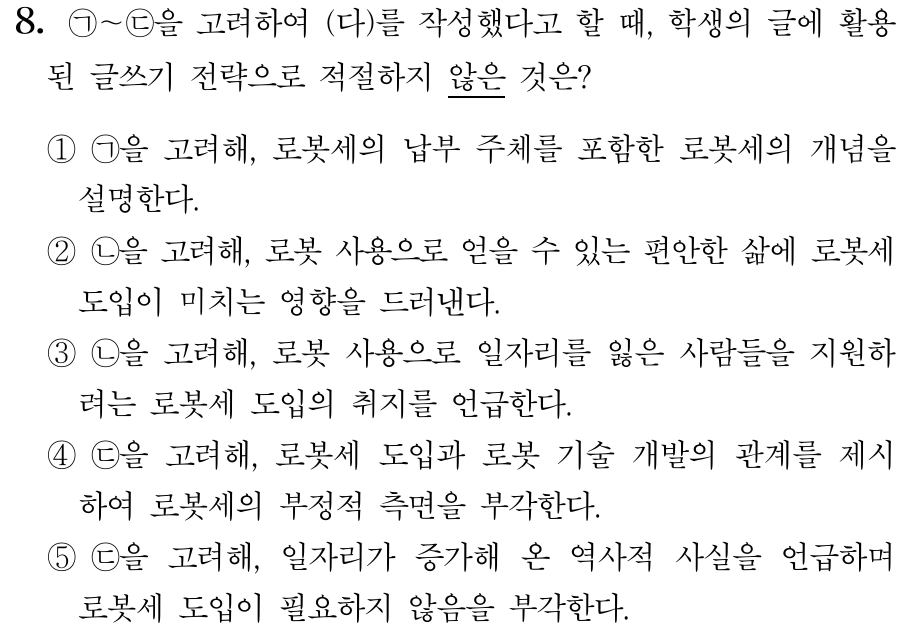 8. ㉠~㉢을 고려하여 (다)를 작성했다고 할 때, 학생의 글에 활용
된 글쓰기 전략으로 적절하지 않은 것은?
① ㉠을 고려해, 로봇세의 납부 주체를 포함한 로봇세의 개념을
설명한다.
② ㉡을 고려해, 로봇 사용으로 얻을 수 있는 편안한 삶에 로봇세
도입이 미치는 영향을 드러낸다.
③ ㉡을 고려해, 로봇 사용으로 일자리를 잃은 사람들을 지원하
려는 로봇세 도입의 취지를 언급한다.
④ ㉢을 고려해, 로봇세 도입과 로봇 기술 개발의 관계를 제시
하여 로봇세의 부정적 측면을 부각한다.
⑤ ㉢을 고려해, 일자리가 증가해 온 역사적 사실을 언급하며
로봇세 도입이 필요하지 않음을 부각한다.